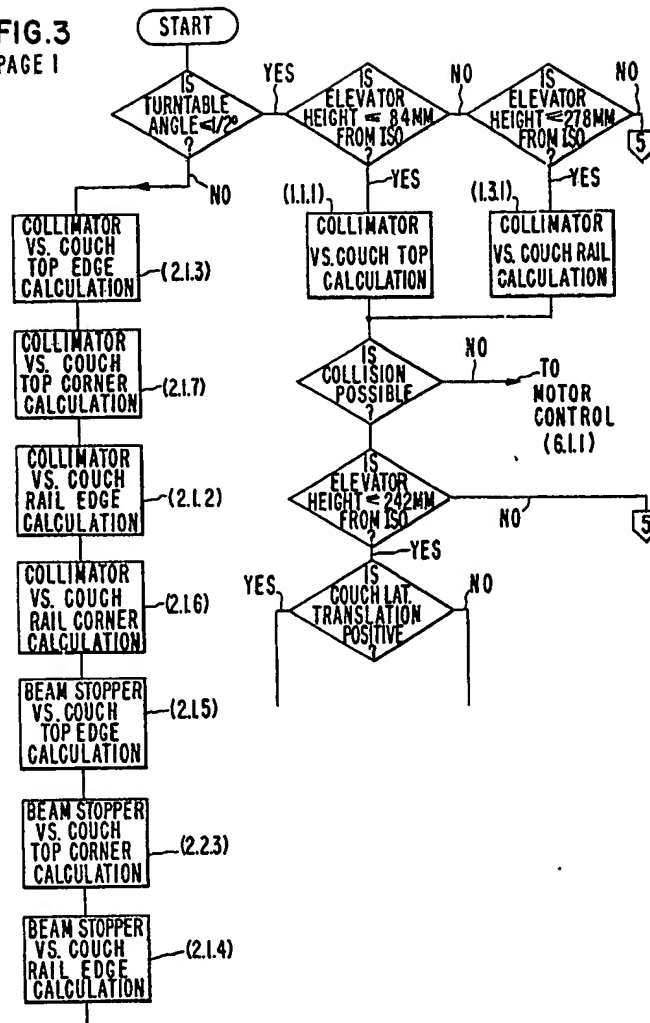 FIG.3
PAGE 1
START
IS
TURNTABLE
ANGLE<1/2°
?
YES
NO
IS
ELEVATOR
HEIGHT ≤ 84MM
FROM ISO
?
NO
YES
IS
ELEVATOR
HEIGHT ≤278MM
FROM ISO
?
NO
5
YES
(1.1.1)
COLLIMATOR
VS.COUCH TOP
CALCULATION
(1.3.1)
COLLIMATOR
VS. COUCH RAIL
CALCULATION
IS
COLLISION
POSSIBLE
?
NO
TO
MOTOR
CONTROL
(6.1.1)
IS
ELEVATOR
HEIGHT ≤ 242MM
FROM ISO
?
NO
5
YES
IS
COUCH LAT.
TRANSLATION
POSITIVE
?
YES
NO
COLLIMATOR
VS. COUCH
TOP EDGE
CALCULATION
(2.1.3)
COLLIMATOR
VS. COUCH
TOP CORNER
CALCULATION
(2.1.7)
COLLIMATOR
VS. COUCH
RAIL EDGE
CALCULATION
(2.1.2)
COLLIMATOR
VS. COUCH
RAIL CORNER
CALCULATION
(2.1.6)
BEAM STOPPER
VS. COUCH
TOP EDGE
CALCULATION
(2.1.5)
BEAM STOPPER
VS. COUCH
TOP CORNER
CALCULATION
(2.2.3)
BEAM STOPPER
VS. COUCH
RAIL EDGE
CALCULATION
(2.1.4)